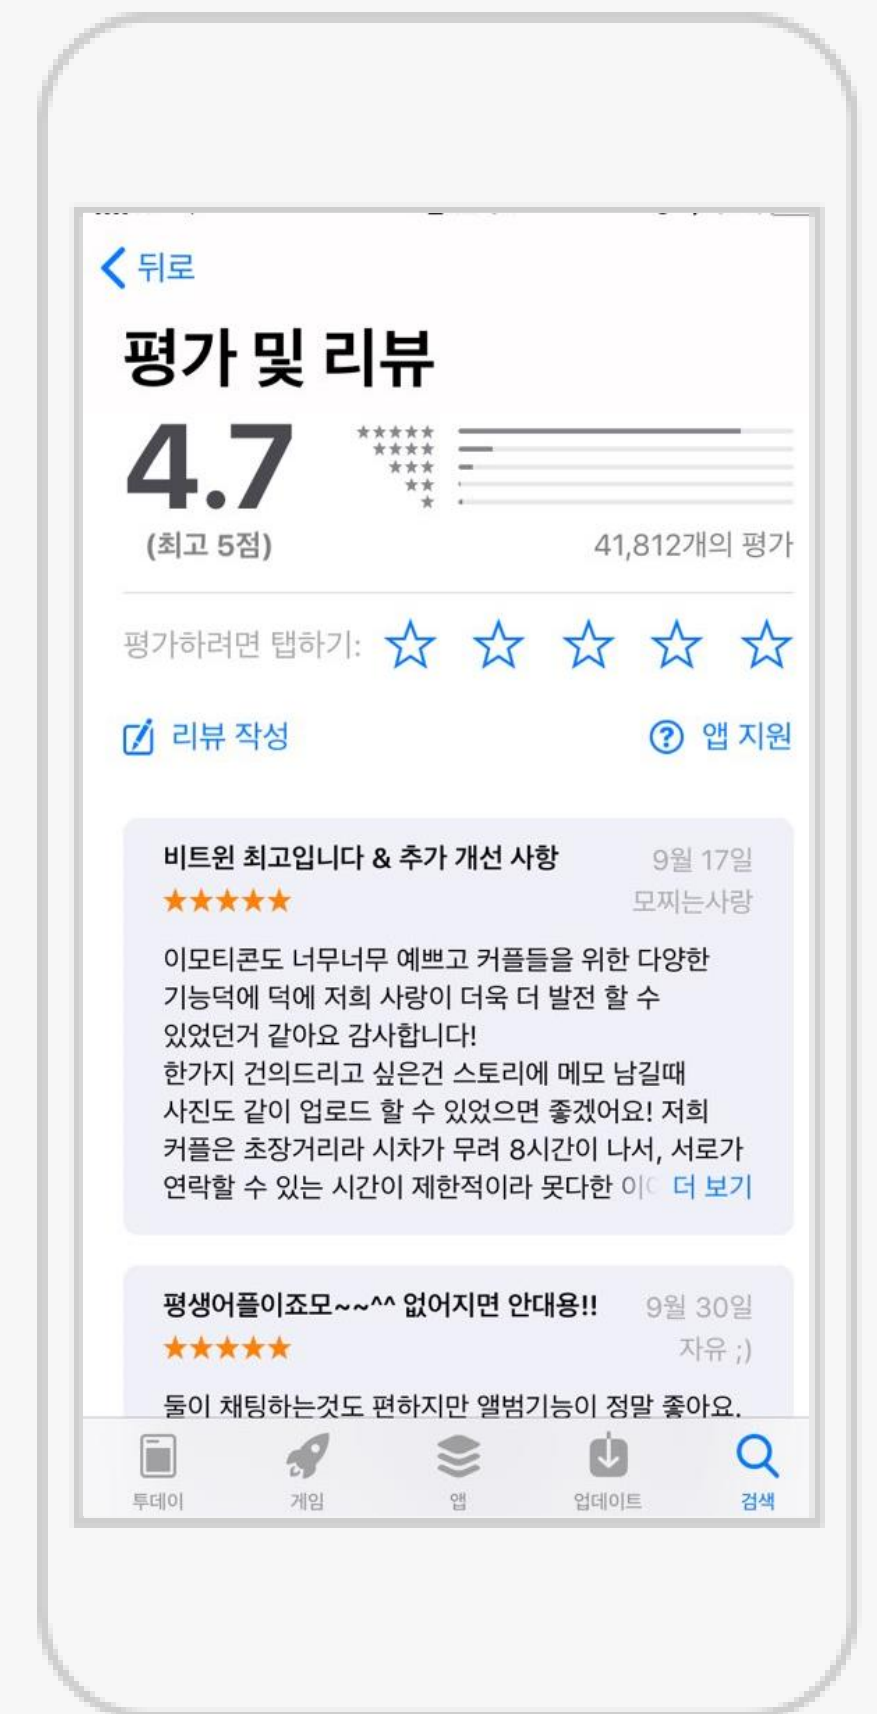 뒤로
평가 및 리뷰
4.7
(최고 5점)
41,812개의 평가
평가하려면 탭하기:
리뷰 작성
앱 지원
비트윈 최고입니다 & 추가 개선 사항
9월 17일
모찌는사랑
이모티콘도 너무너무 예쁘고 커플들을 위한 다양한
기능덕에 덕에 저희 사랑이 더욱 더 발전 할 수
있었던거 같아요 감사합니다!
한가지 건의드리고 싶은건 스토리에 메모 남길때
사진도 같이 업로드 할 수 있었으면 좋겠어요! 저희
커플은 초장거리라 시차가 무려 8시간이 나서, 서로가
연락할 수 있는 시간이 제한적이라 못다한 더 보기
평생어플이죠모~~^^ 없어지면 안대용!!
9월 30일
자유 ;)
둘이 채팅하는것도 편하지만 앨범기능이 정말 좋아요.
투데이
게임
앱
업데이트
검색